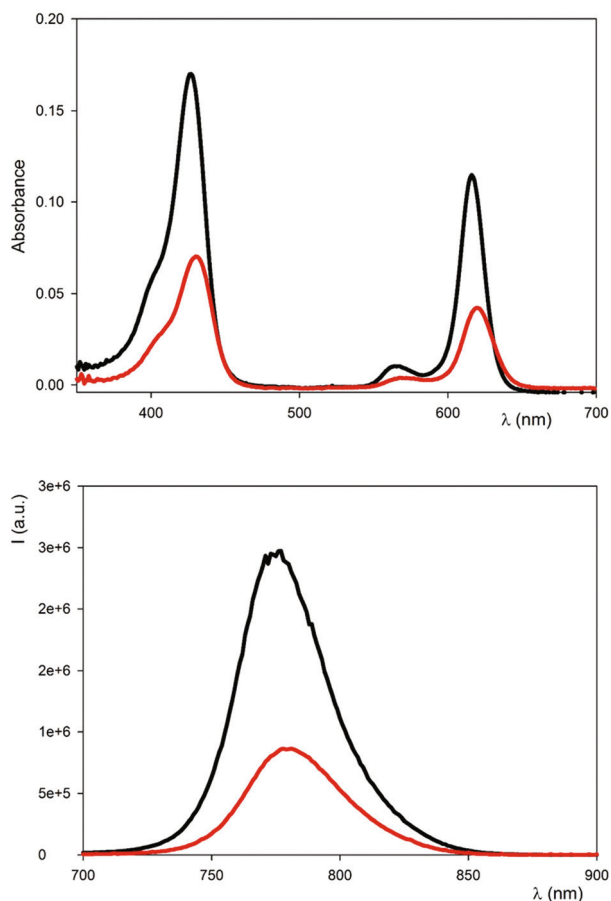 0.20
0.15
0.10
0.05
0.00
Absorbance
400 500 600 700
λ (nm)
3e+6
3e+6
2e+6
2e+6
1e+6
5e+5
0
I (a.u.)
700 750 800 850 900
λ (nm)